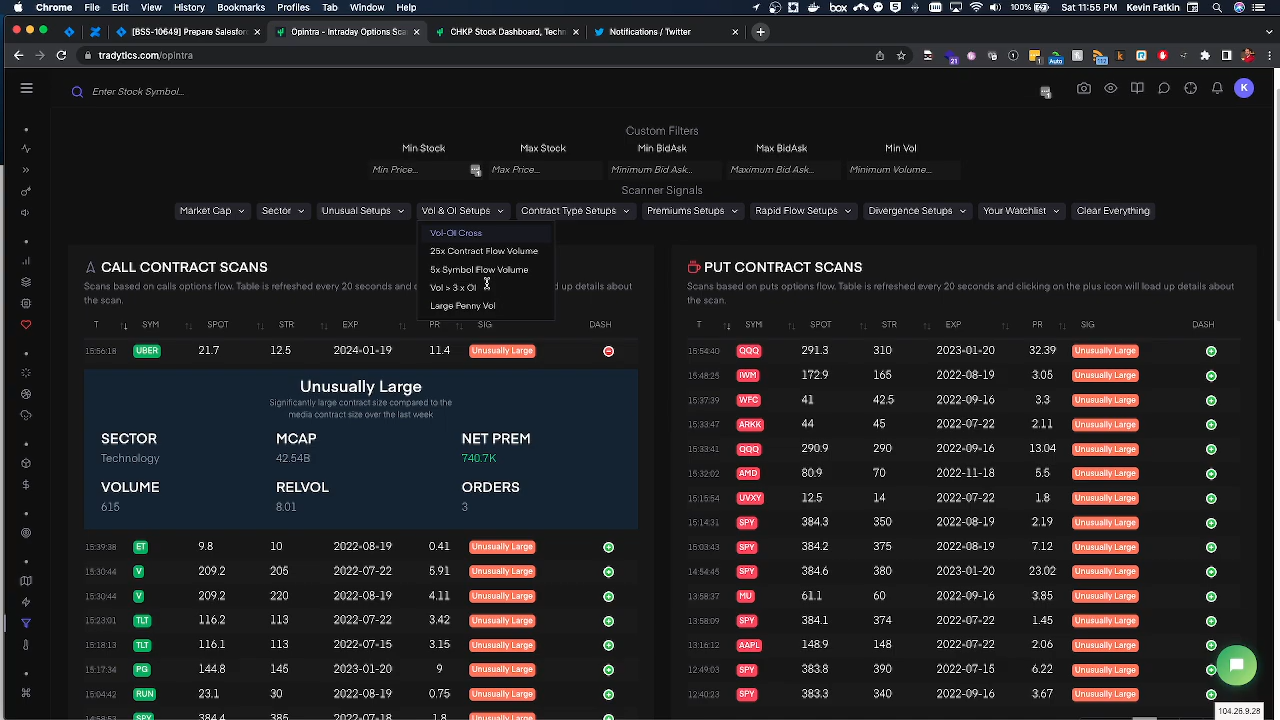 Chrome File Edit View History Bookmarks Profiles Tab Window Help
box 100% Sun 11:55 PM Kevin Fatkin
[BSS-10649] Prepare Salesfor
Opintra - Intraday Options Sca
CHKP Stock Dashboard, Techn
Notifications / Twitter
tradytics.com/opintra
21 Auto
Enter Stock Symbol...
K
Custom Filters
Min Stock Max Stock Min BidAsk Max BidAsk Min Vol
Min Price... Max Price... Minimum Bid Ask... Maximum Bid Ask... Minimum Volume...
Scanner Signals
Market Cap Sector Unusual Setups Vol & OI Setups Contract Type Setups Premiums Setups Rapid Flow Setups Divergence Setups Your Watchlist Clear Everything
Vol-OI Cross
25x Contract Flow Volume
5x Symbol Flow Volume
Vol > 3 x OI
Large Penny Vol
CALL CONTRACT SCANS
Scans based on calls options flow. Table is refreshed every 20 seconds
the scan.
T SYM SPOT STR EXP PR SIG DASH
15:56:18 UBER 21.7 12.5 2024-01-19 11.4 Unusually Large
Unusually Large
Significantly large contract size compared to the
media contract size over the last week
SECTOR MCAP NET PREM
Technology 42.54B 740.7K
VOLUME RELVOL ORDERS
615 8.01 3
15:39:38 ET 9.8 10 2022-08-19 0.41 Unusually Large
15:30:44 V 209.2 205 2022-07-22 5.91 Unusually Large
15:30:44 V 209.2 220 2022-08-19 4.11 Unusually Large
15:23:01 TLT 116.2 113 2022-07-22 3.42 Unusually Large
15:18:13 TLT 116.1 113 2022-07-15 3.15 Unusually Large
15:17:34 PG 144.8 145 2023-01-20 9 Unusually Large
15:04:42 RUN 23.1 30 2022-08-19 0.75 Unusually Large
14:58:53 SPY 384.4 385 2022-07-18 Unusually Large
PUT CONTRACT SCANS
Scans based on puts options flow. Table is refreshed every 20 seconds and clicking on the plus icon will load up details about
the scan.
T SYM SPOT STR EXP PR SIG DASH
15:54:40 QQQ 291.3 310 2023-01-20 32.39 Unusually Large
15:48:25 IWM 172.9 165 2022-08-19 3.05 Unusually Large
15:37:39 WFC 41 42.5 2022-09-16 3.3 Unusually Large
15:33:47 ARKK 44 45 2022-07-22 2.11 Unusually Large
15:33:41 QQQ 290.9 290 2022-09-16 13.04 Unusually Large
15:32:02 AMD 80.9 70 2022-11-18 5.5 Unusually Large
15:15:54 UVXY 12.5 14 2022-07-22 1.8 Unusually Large
15:14:31 SPY 384.3 350 2022-08-19 2.19 Unusually Large
15:03:43 SPY 384.2 375 2022-08-19 7.12 Unusually Large
14:54:45 SPY 384.6 380 2023-01-20 23.02 Unusually Large
13:58:37 MU 61.1 60 2022-09-16 3.85 Unusually Large
13:58:09 SPY 384.1 374 2022-07-22 1.45 Unusually Large
13:16:12 AAPL 148.9 148 2022-07-22 2.06 Unusually Large
12:49:03 SPY 383.8 390 2022-07-15 6.22 Unusually Large
12:40:23 SPY 383.3 340 2022-09-16 3.67 Unusually Large
104.26.9.28